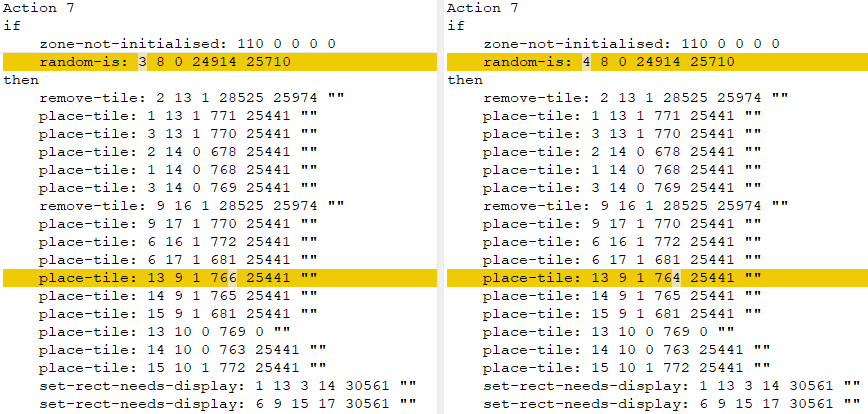 Action 7
if
zone-not-initialised: 110 0 0 0 0
random-is: 3 8 0 24914 25710
then
remove-tile: 2 13 1 28525 25974 ""
place-tile: 1 13 1 771 25441 ""
place-tile: 3 13 1 770 25441 ""
place-tile: 2 14 0 678 25441 ""
place-tile: 1 14 0 768 25441 ""
place-tile: 3 14 0 769 25441 ""
remove-tile: 9 16 1 28525 25974 ""
place-tile: 9 17 1 770 25441 ""
place-tile: 6 16 1 772 25441 ""
place-tile: 6 17 1 681 25441 ""
place-tile: 13 9 1 766 25441 ""
place-tile: 14 9 1 765 25441 ""
place-tile: 15 9 1 681 25441 ""
place-tile: 13 10 0 769 0 ""
place-tile: 14 10 0 763 25441 ""
place-tile: 15 10 1 772 25441 ""
set-rect-needs-display: 1 13 3 14 30561 ""
set-rect-needs-display: 6 9 15 17 30561 ""
Action 7
if
zone-not-initialised: 110 0 0 0 0
random-is: 4 8 0 24914 25710
then
remove-tile: 2 13 1 28525 25974 ""
place-tile: 1 13 1 771 25441 ""
place-tile: 3 13 1 770 25441 ""
place-tile: 2 14 0 678 25441 ""
place-tile: 1 14 0 768 25441 ""
place-tile: 3 14 0 769 25441 ""
remove-tile: 9 16 1 28525 25974 ""
place-tile: 9 17 1 770 25441 ""
place-tile: 6 16 1 772 25441 ""
place-tile: 6 17 1 681 25441 ""
place-tile: 13 9 1 764 25441 ""
place-tile: 14 9 1 765 25441 ""
place-tile: 15 9 1 681 25441 ""
place-tile: 13 10 0 769 0 ""
place-tile: 14 10 0 763 25441 ""
place-tile: 15 10 1 772 25441 ""
set-rect-needs-display: 1 13 3 14 30561 ""
set-rect-needs-display: 6 9 15 17 30561 ""